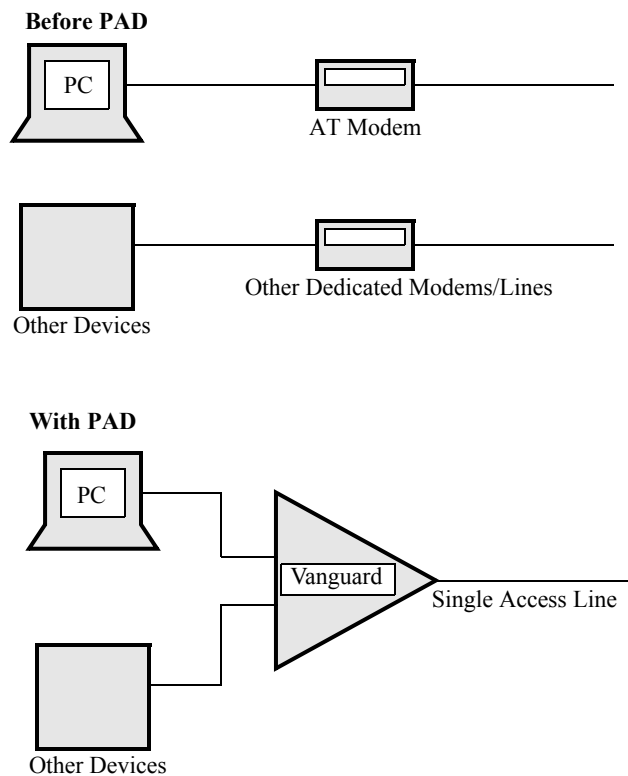 Before PAD
PC
AT Modem
Other Dedicated Modems/Lines
Other Devices
With PAD
PC
Vanguard
Single Access Line
Other Devices